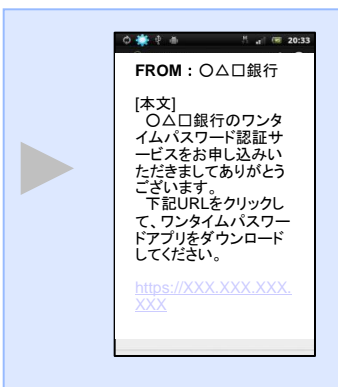 20:33
FROM：〇△□銀行
[本文]
　〇△□銀行のワンタ
イムパスワード認証サ
ービスをお申し込みい
ただきましてありがとう
ございます。
　下記URLをクリックし
て、ワンタイムパスワー
ドアプリをダウンロード
してください。
https://XXX.XXX.XXX.
XXX